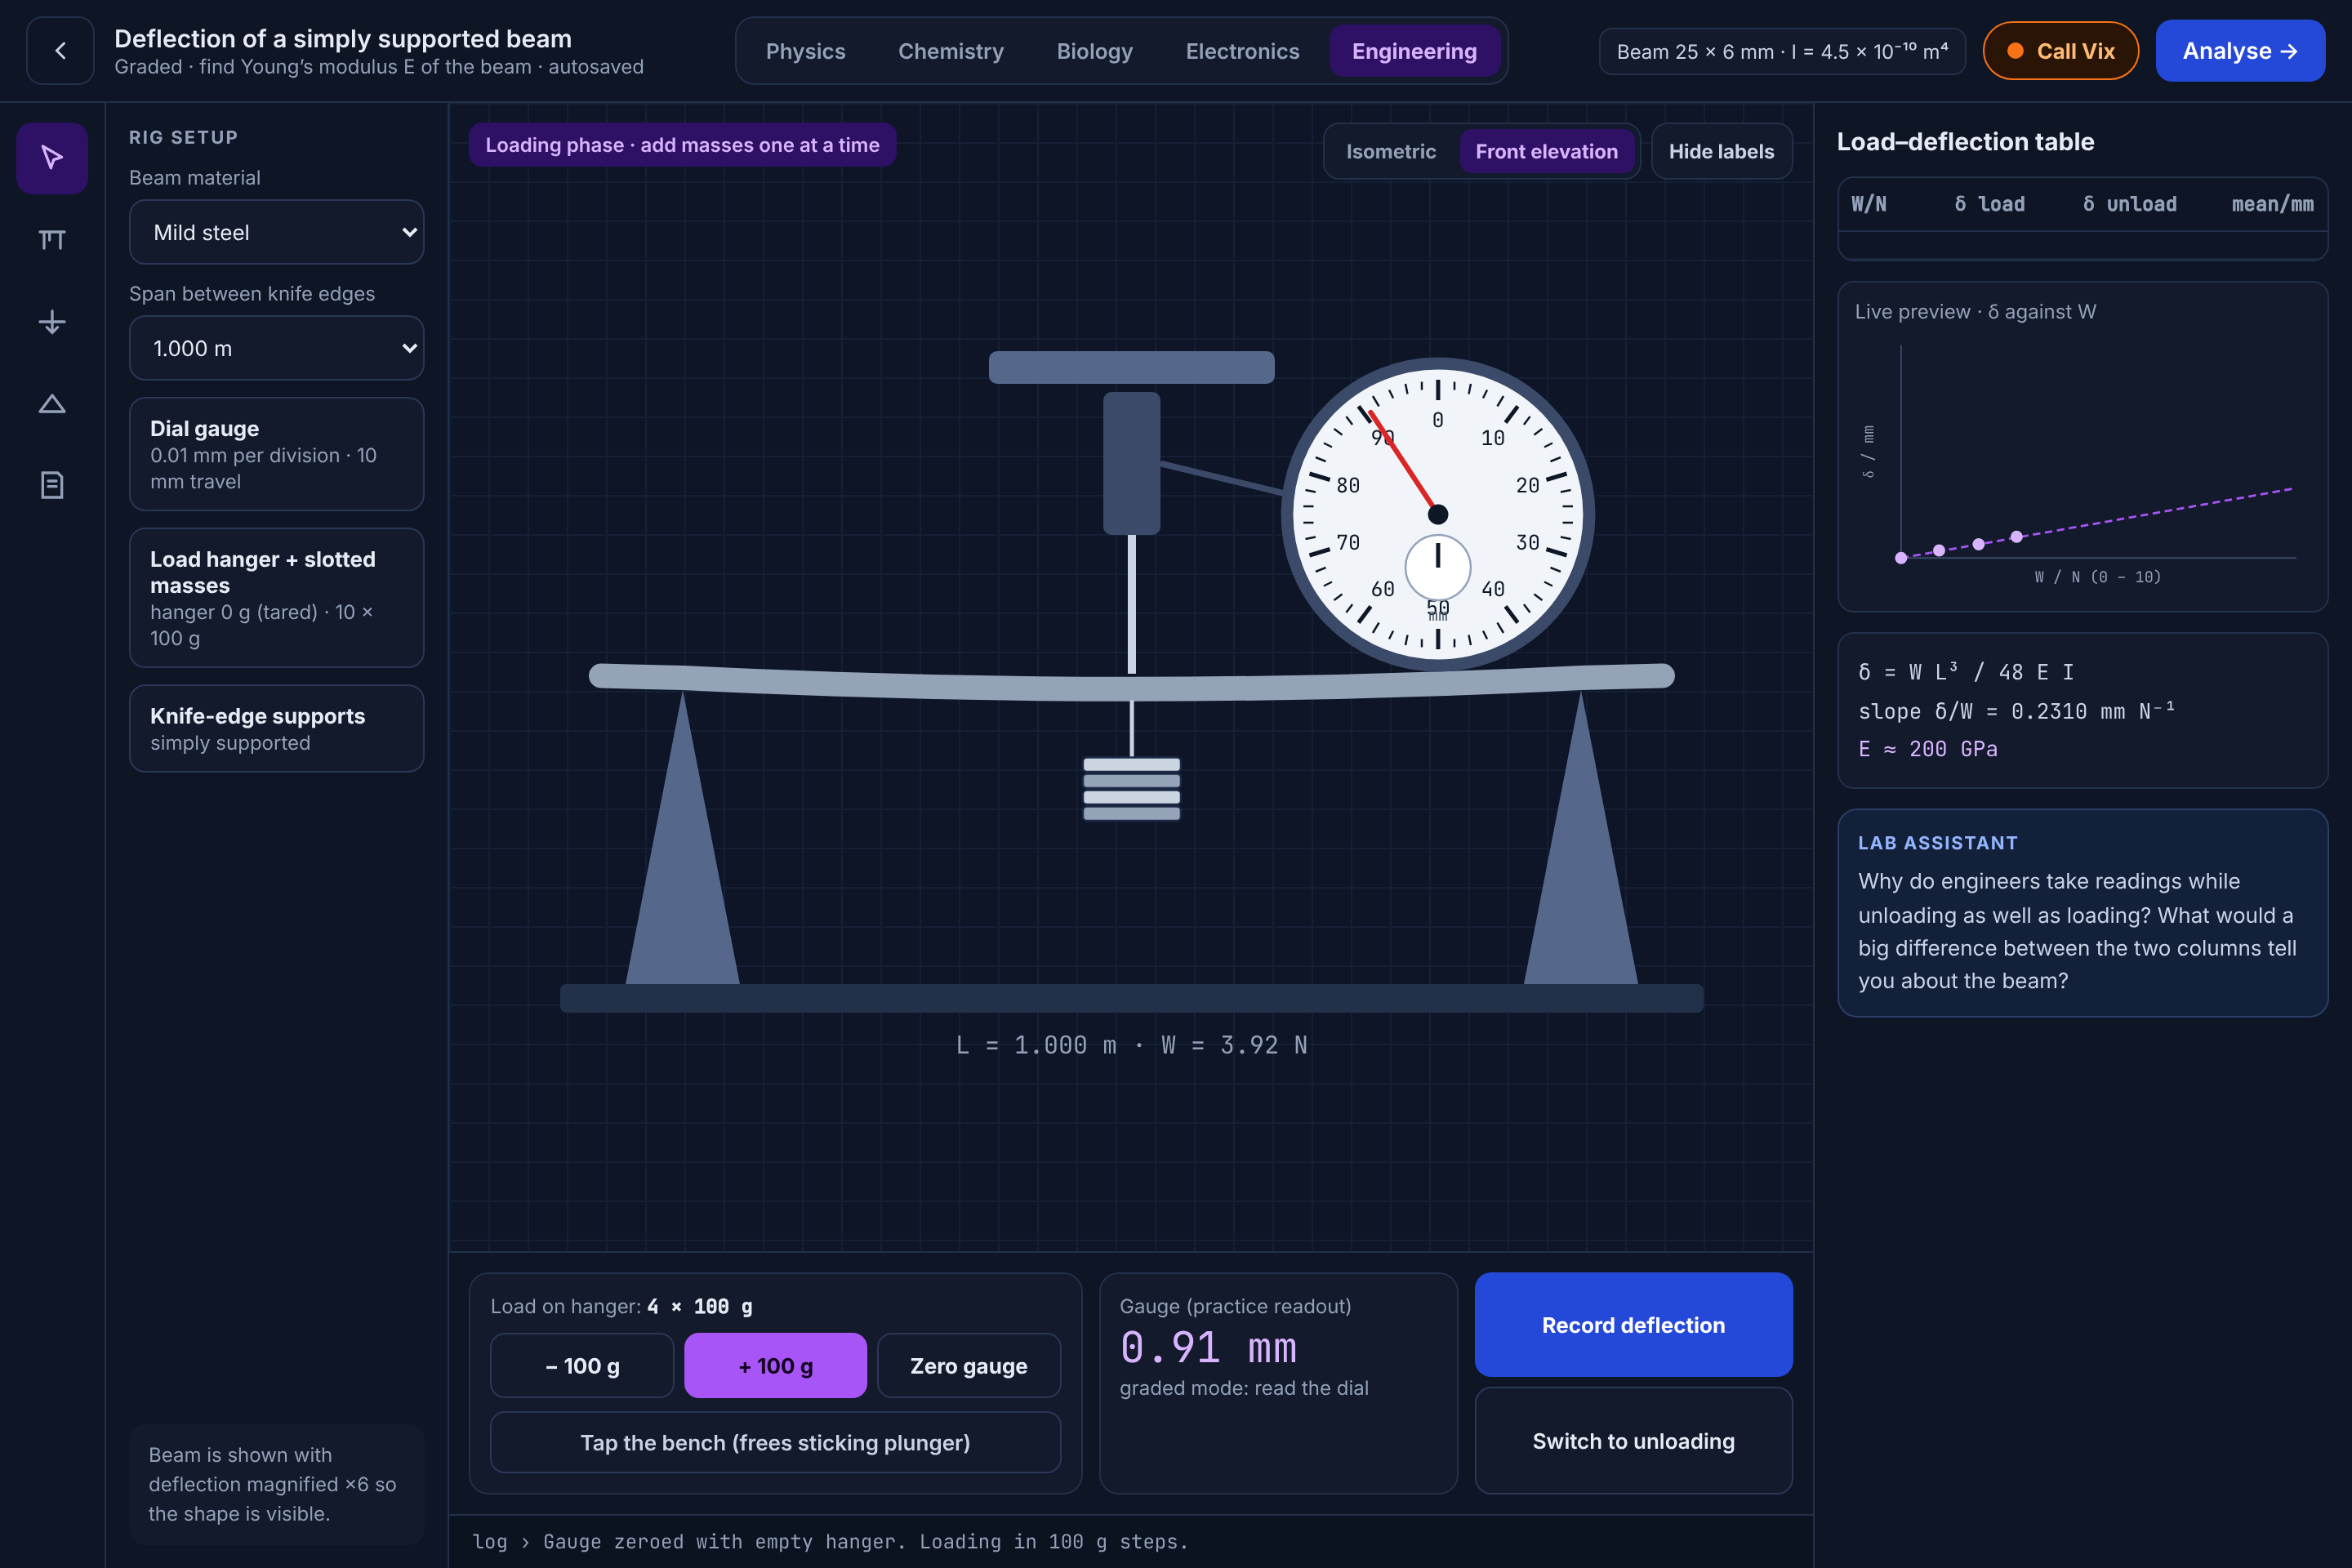 Deflection of a simply supported beam
Graded · find Young’s modulus E of the beam · autosaved
Physics
Chemistry
Biology
Electronics
Engineering
Beam 25 × 6 mm · I = 4.5 × 10⁻¹⁰ m⁴
Call Vix
Analyse →
RIG SETUP
Beam material
Mild steel
Span between knife edges
1.000 m
Dial gauge
0.01 mm per division · 10
mm travel
Load hanger + slotted
masses
hanger 0 g (tared) · 10 ×
100 g
Knife-edge supports
simply supported
Beam is shown with
deflection magnified ×6 so
the shape is visible.
Loading phase · add masses one at a time
Isometric
Front elevation
Hide labels
0
10
20
30
40
50
60
70
80
90
mm
L = 1.000 m · W = 3.92 N
Load on hanger: 4 × 100 g
− 100 g
+ 100 g
Zero gauge
Tap the bench (frees sticking plunger)
Gauge (practice readout)
0.91 mm
graded mode: read the dial
Record deflection
Switch to unloading
log › Gauge zeroed with empty hanger. Loading in 100 g steps.
Load–deflection table
W/N δ load δ unload mean/mm
Live preview · δ against W
δ / mm
W / N (0 – 10)
δ = W L³ / 48 E I
slope δ/W = 0.2310 mm N⁻¹
E ≈ 200 GPa
LAB ASSISTANT
Why do engineers take readings while
unloading as well as loading? What would a
big difference between the two columns tell
you about the beam?